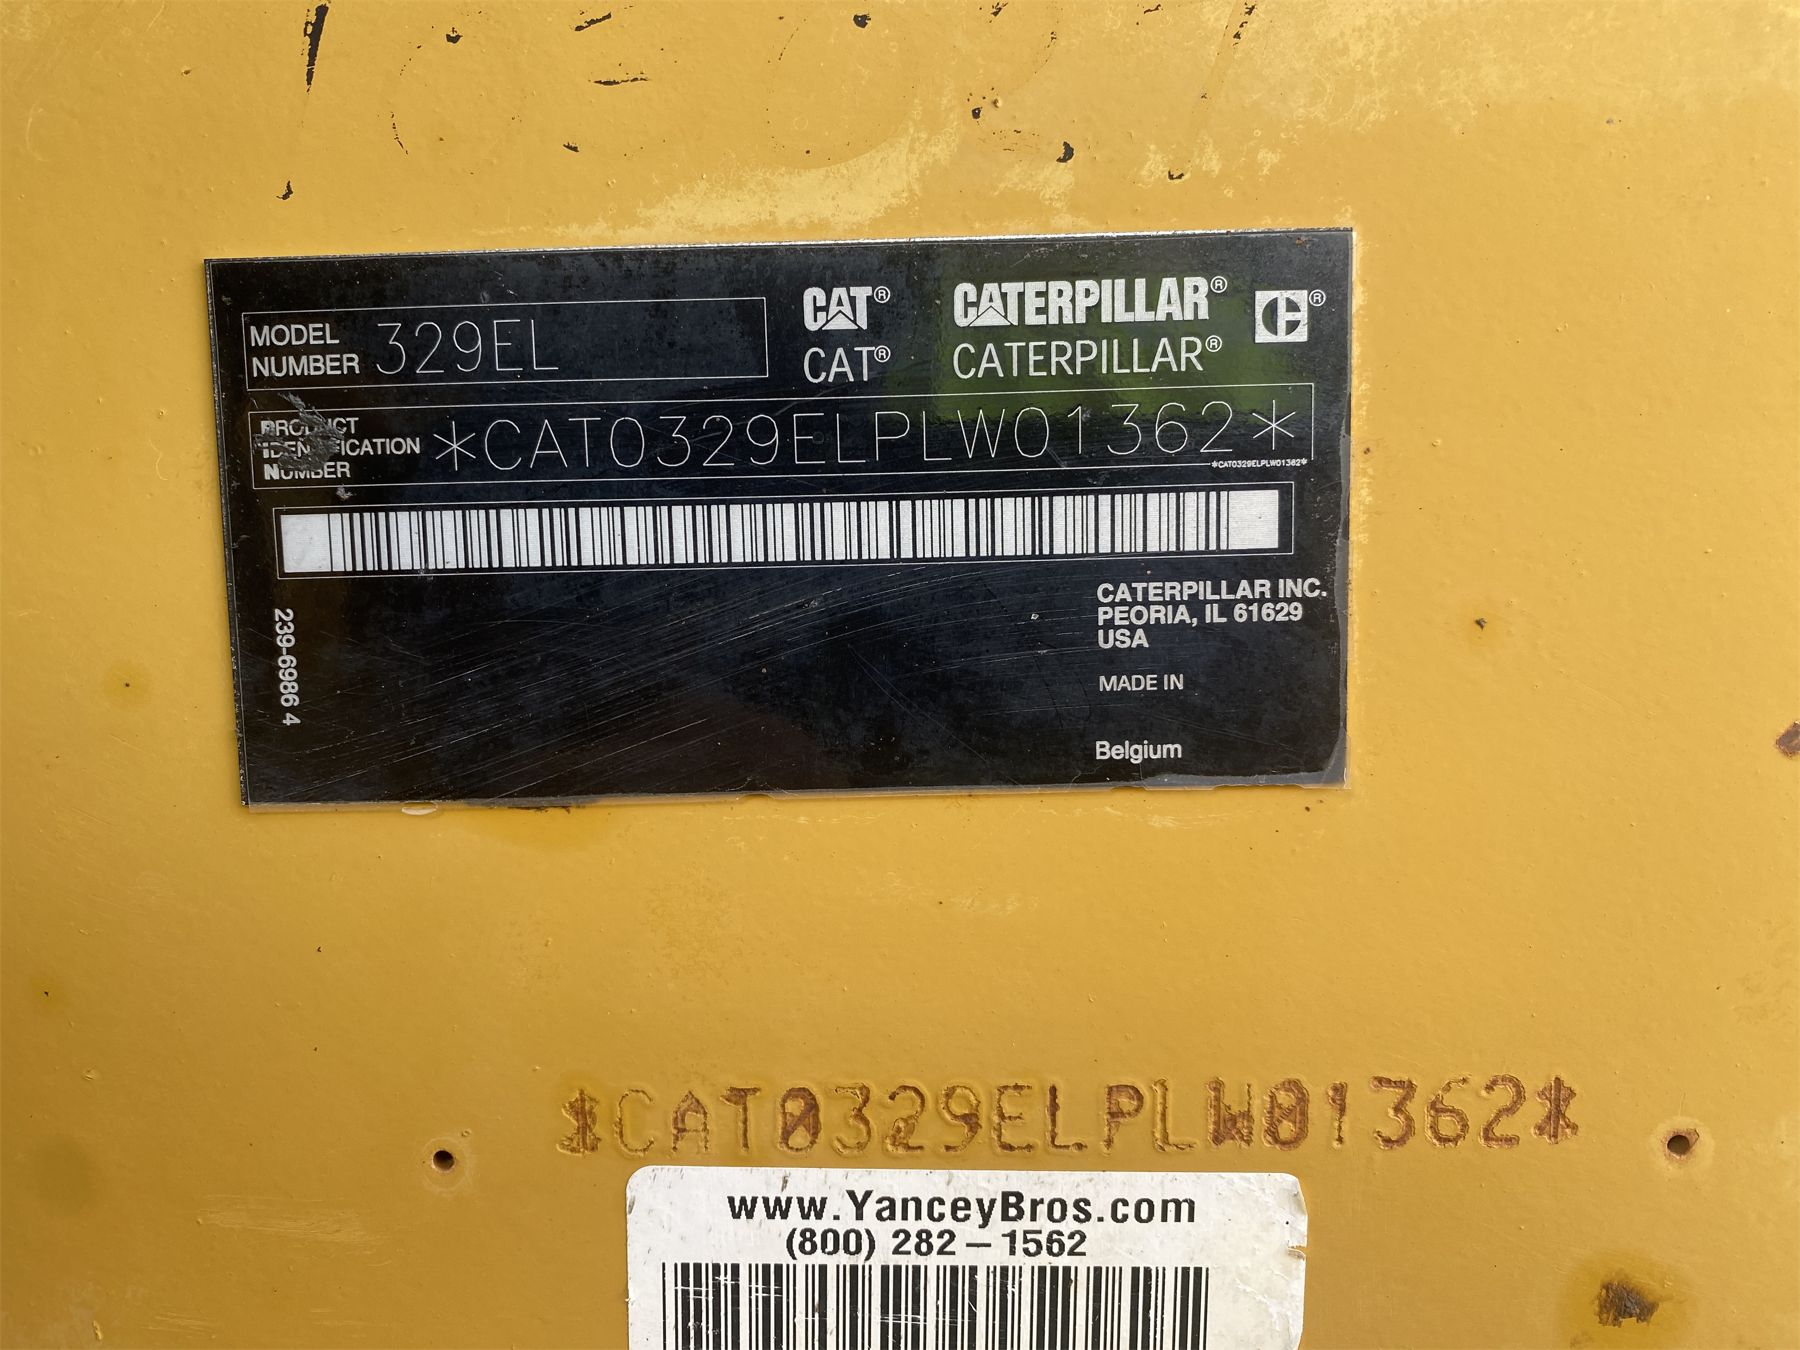 MODEL NUMBER 329EL
CAT® CATERPILLAR® ®
CAT® CATERPILLAR®
PRODUCT IDENTIFICATION NUMBER *CAT0329ELPLW01362*
*CAT0329ELPLW01362*
239-6986 4
CATERPILLAR INC.
PEORIA, IL 61629
USA
MADE IN
Belgium
*CAT0329ELPLW01362*
www.YanceyBros.com
(800) 282-1562